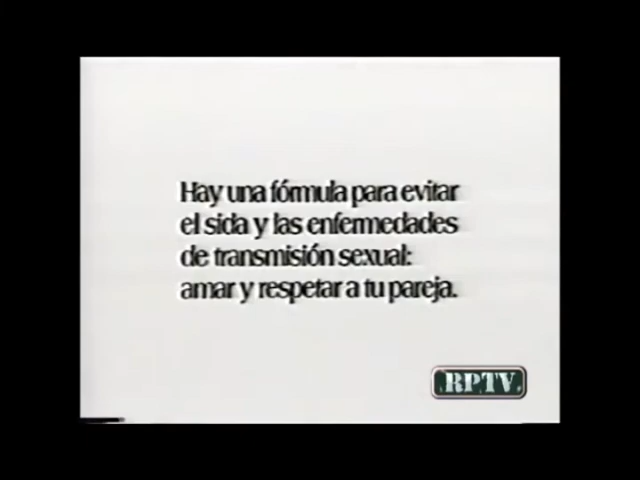 Hay una fórmula para evitar
el sida y las enfermedades
de transmisión sexual:
amar y respetar a tu pareja.
RPTV